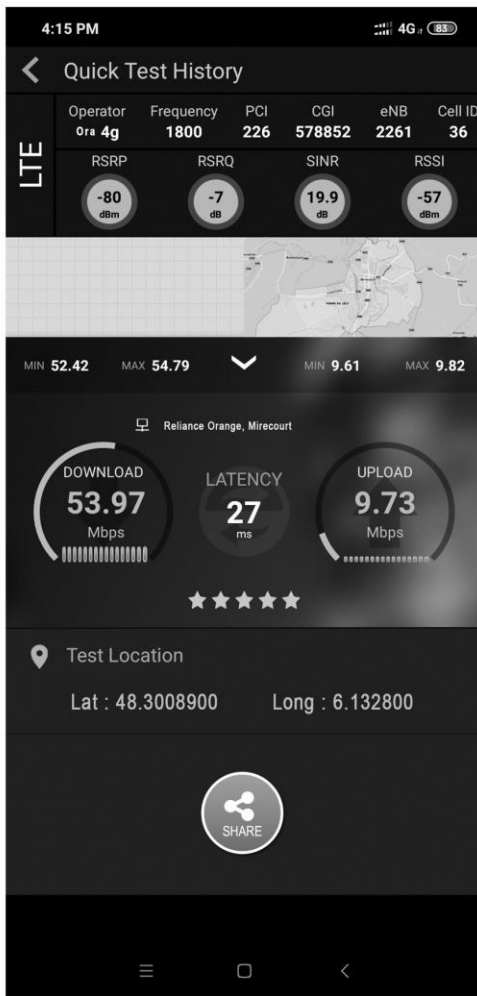 4:15 PM 4G 83
Quick Test History
LTE
Operator Frequency PCI CGI eNB Cell ID
Ora 4g 1800 226 578852 2261 36
RSRP RSRQ SINR RSSI
-80 -7 19.9 -57
dBm dB dB dBm
MIN 52.42 MAX 54.79 MIN 9.61 MAX 9.82
Reliance Orange, Mirecourt
DOWNLOAD LATENCY UPLOAD
53.97 27 9.73
Mbps ms Mbps
Test Location
Lat : 48.3008900 Long : 6.132800
SHARE